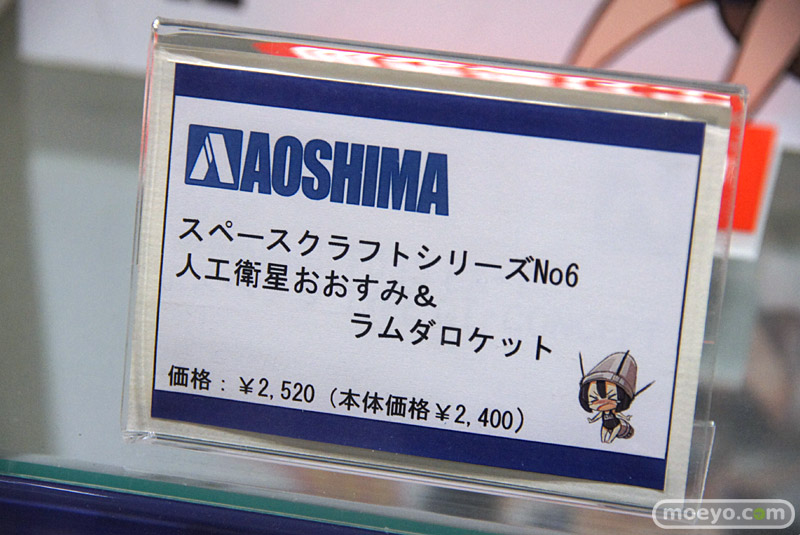 AOSHIMA
スペースクラフトシリーズNo6
人工衛星おおすみ＆
ラムダロケット
価格：￥2,520（本体価格￥2,400）
moeyo.com